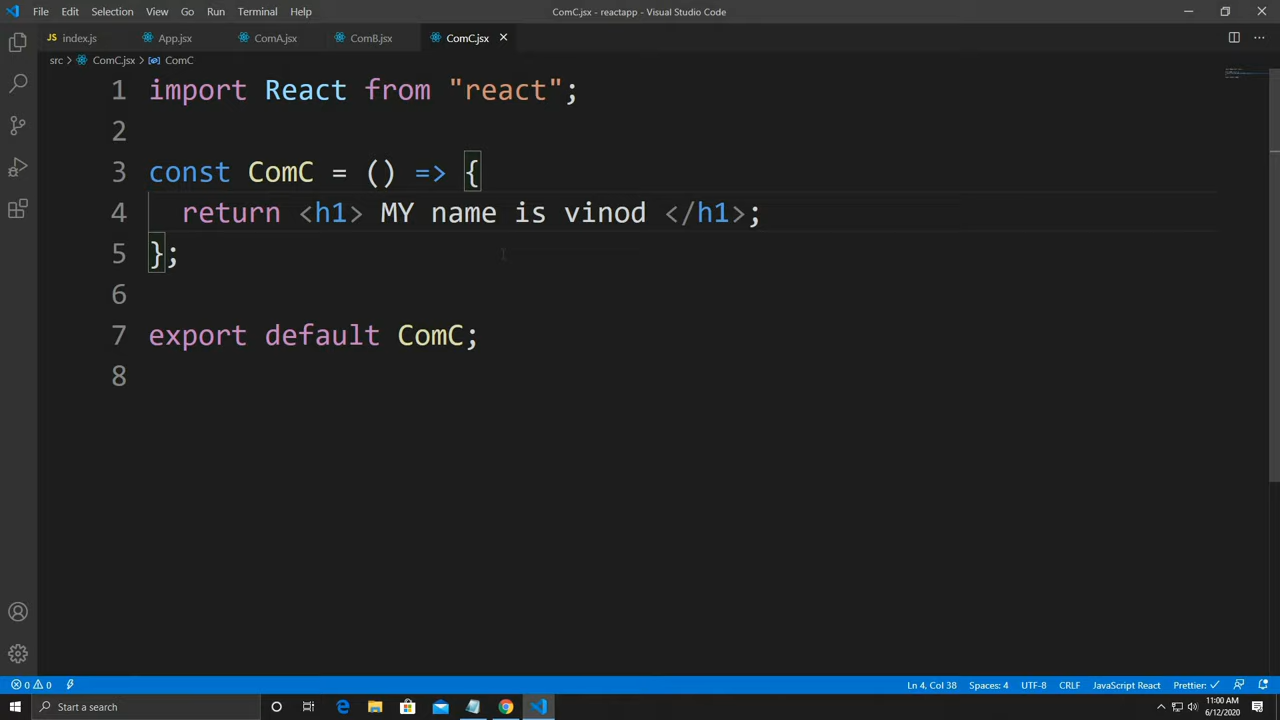 File Edit Selection View Go Run Terminal Help ComC.jsx - reactapp - Visual Studio Code
JS index.js App.jsx ComA.jsx ComB.jsx ComC.jsx
src > ComC.jsx > ComC
1 import React from "react";
2
3 const ComC = () => {
4 return <h1> MY name is vinod </h1>;
5 };
6
7 export default ComC;
8
0 0 Ln 4, Col 38 Spaces: 4 UTF-8 CRLF JavaScript React Prettier: ✓
Start a search 11:00 AM
6/12/2020